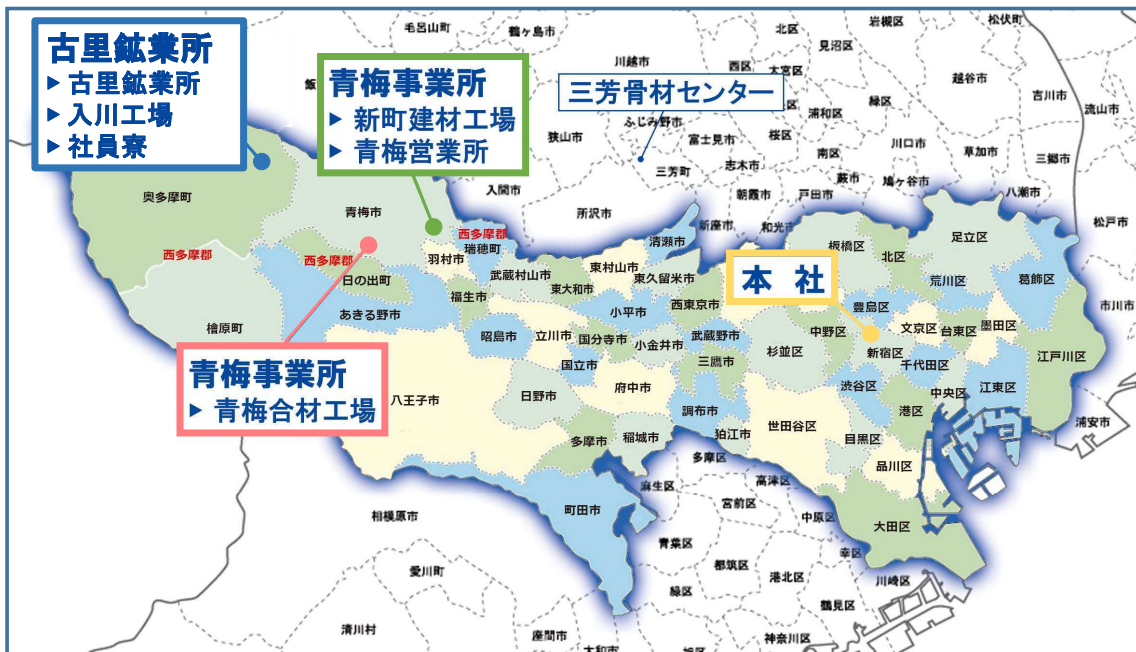 古里鉱業所
▶ 古里鉱業所
▶ 入川工場
▶ 社員寮
青梅事業所
▶ 新町建材工場
▶ 青梅営業所
三芳骨材センター
本 社
青梅事業所
▶ 青梅合材工場
毛呂山町
鶴ヶ島市
川越市
北区
岩槻区
松伏町
見沼区
西区
大宮区
越谷市
吉川市
流山市
浦和区
緑区
ふじみ野市
狭山市
富士見市
桜区
南区
川口市
草加市
三郷市
志木市
三芳町
蕨市
入間市
朝霞市
戸田市
鳩ヶ谷市
八潮市
所沢市
新座市
和光市
松戸市
奥多摩町
青梅市
西多摩郡
西多摩郡
西多摩郡
瑞穂町
清瀬市
板橋区
北区
足立区
羽村市
日の出町
武蔵村山市
東村山市
東久留米市
荒川区
葛飾区
市川市
福生市
東大和市
西東京市
豊島区
あきる野市
小平市
檜原町
昭島市
立川市
国分寺市
小金井市
武蔵野市
中野区
文京区
台東区
墨田区
杉並区
新宿区
江戸川区
国立市
三鷹市
千代田区
八王子市
日野市
府中市
渋谷区
中央区
江東区
調布市
港区
世田谷区
浦安市
多摩市
稲城市
狛江市
目黒区
品川区
多摩区
麻生区
高津区
町田市
宮前区
中原区
大田区
相模原市
青葉区
幸区
都筑区
港北区
川崎区
愛川町
緑区
鶴見区
清川村
座間市
神奈川区
大和市
旭区